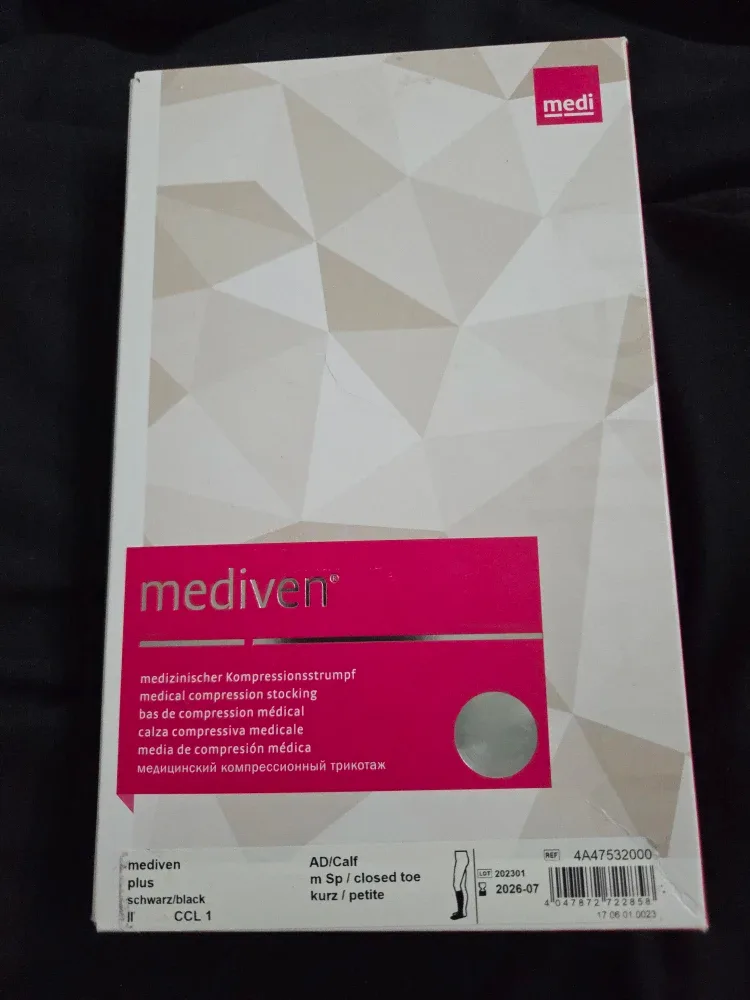 medi
mediven®
medizinischer Kompressionsstrumpf
medical compression stocking
bas de compression médical
calza compressiva medicale
media de compresión médica
медицинский компрессионный трикотаж
mediven
plus
schwarz/black
II CCL 1
AD/Calf
m Sp / closed toe
kurz / petite
LOT 202301
2026-07
REF 4A47532000
4 047872 722858
17 06 01.0023